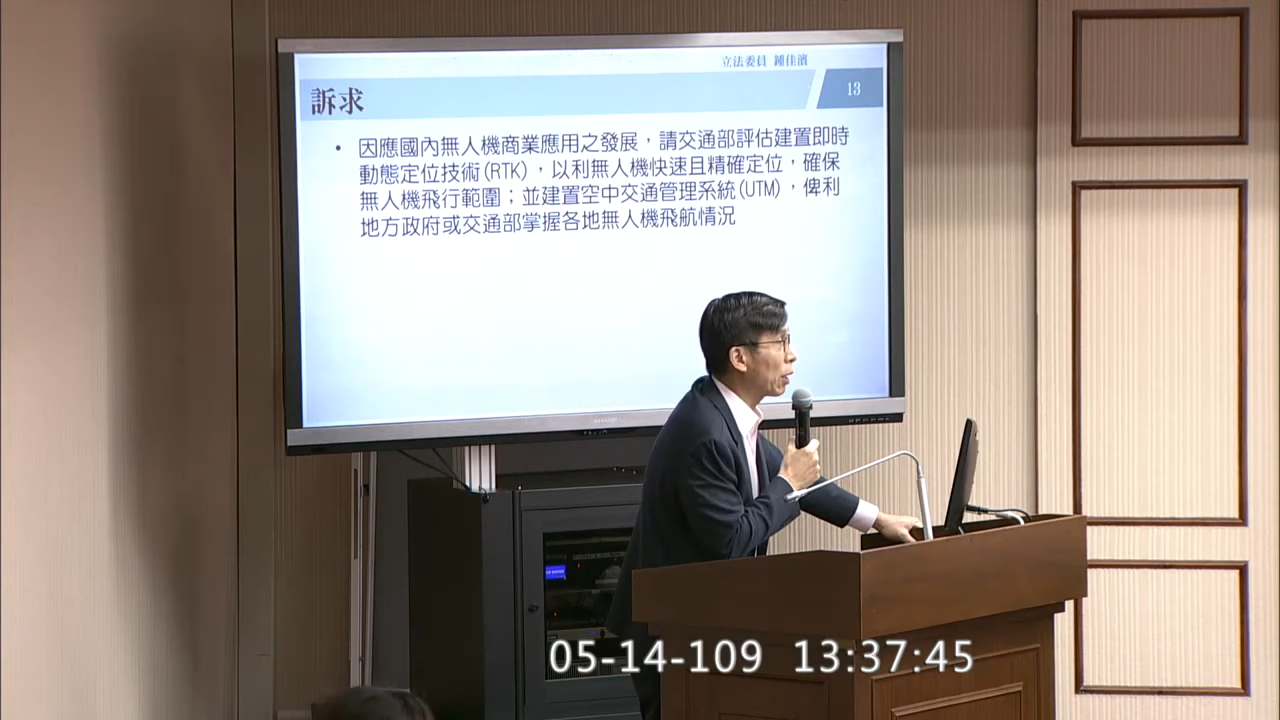 立法委員 鍾佳濱
13
訴求
• 因應國內無人機商業應用之發展，請交通部評估建置即時
動態定位技術(RTK)，以利無人機快速且精確定位，確保
無人機飛行範圍；並建置空中交通管理系統(UTM)，俾利
地方政府或交通部掌握各地無人機飛航情況
SHARP
05-14-109 13:37:45